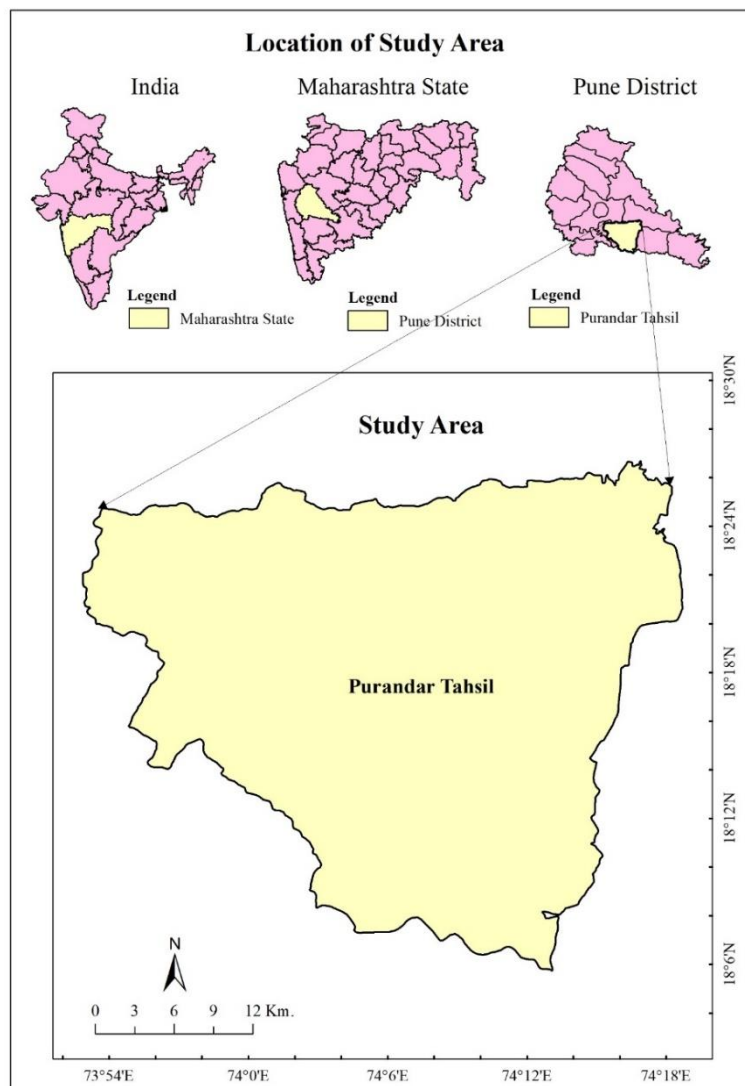 Location of Study Area
India
Maharashtra State
Pune District
Legend
Maharashtra State
Legend
Pune District
Legend
Purandar Tahsil
Study Area
Purandar Tahsil
18°30'N
18°24'N
18°18'N
18°12'N
18°6'N
N
0 3 6 9 12 Km.
73°54'E 74°0'E 74°6'E 74°12'E 74°18'E